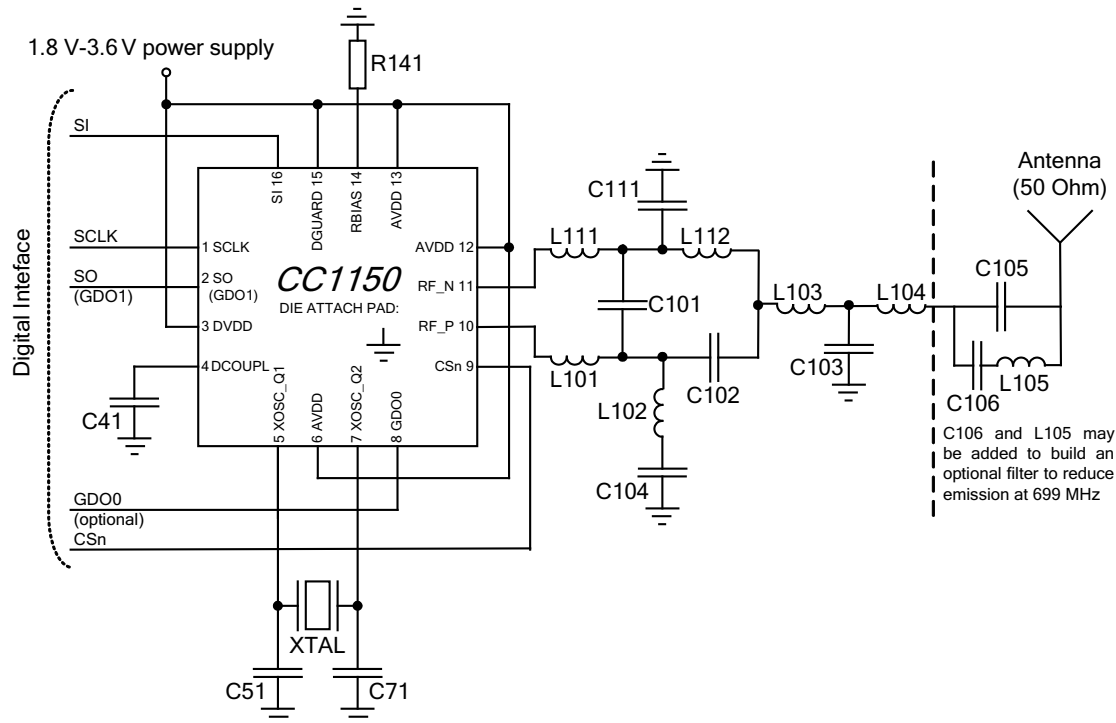 1.8 V-3.6 V power supply
R141
SI
Digital Inteface
SI 16
DGUARD 15
RBIAS 14
AVDD 13
C111
Antenna
(50 Ohm)
SCLK
1 SCLK
AVDD 12
L111
L112
SO
(GDO1)
2 SO
(GDO1)
CC1150
RF_N 11
DIE ATTACH PAD:
C101
L103
L104
C105
3 DVDD
RF_P 10
4 DCOUPL
CSn 9
L101
C102
C103
L105
C106
C41
5 XOSC_Q1
6 AVDD
7 XOSC_Q2
8 GDO0
L102
C104
C106 and L105 may
be added to build an
optional filter to reduce
emission at 699 MHz
GDO0
(optional)
CSn
XTAL
C51
C71